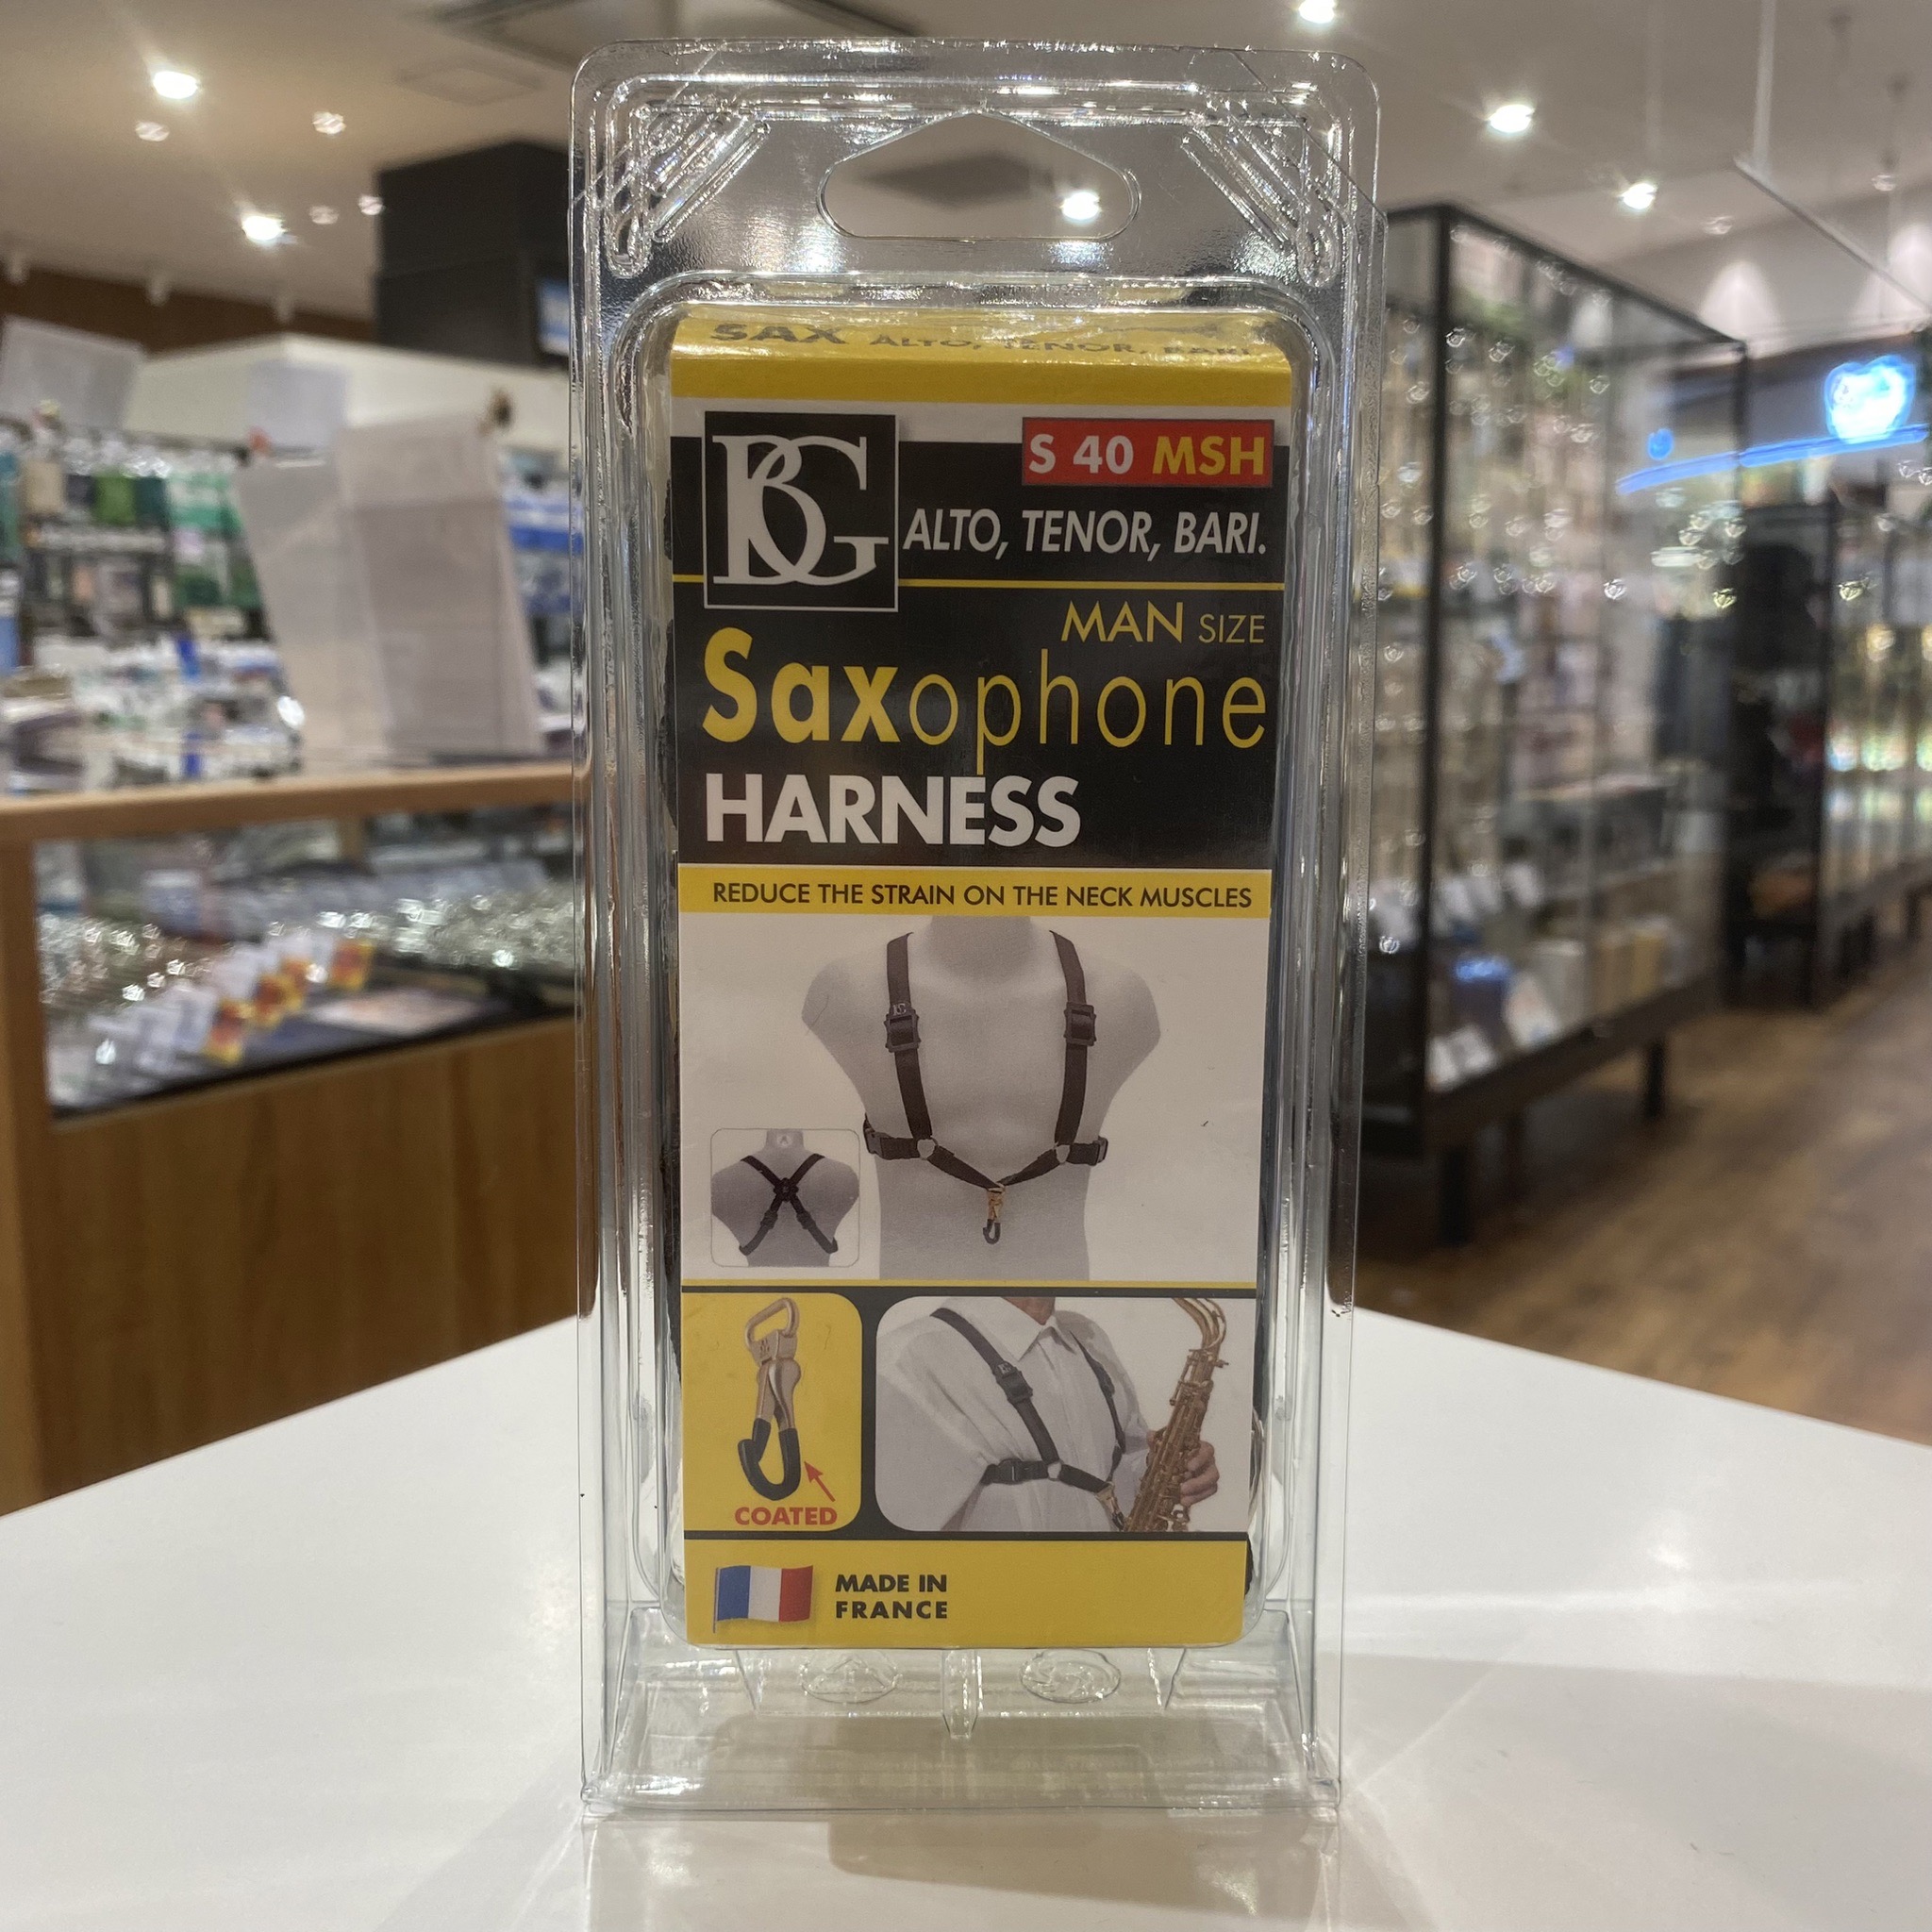 SAX ALTO, TENOR, BARI.
BG
S 40 MSH
ALTO, TENOR, BARI.
MAN SIZE
Saxophone
HARNESS
REDUCE THE STRAIN ON THE NECK MUSCLES
COATED
MADE IN
FRANCE